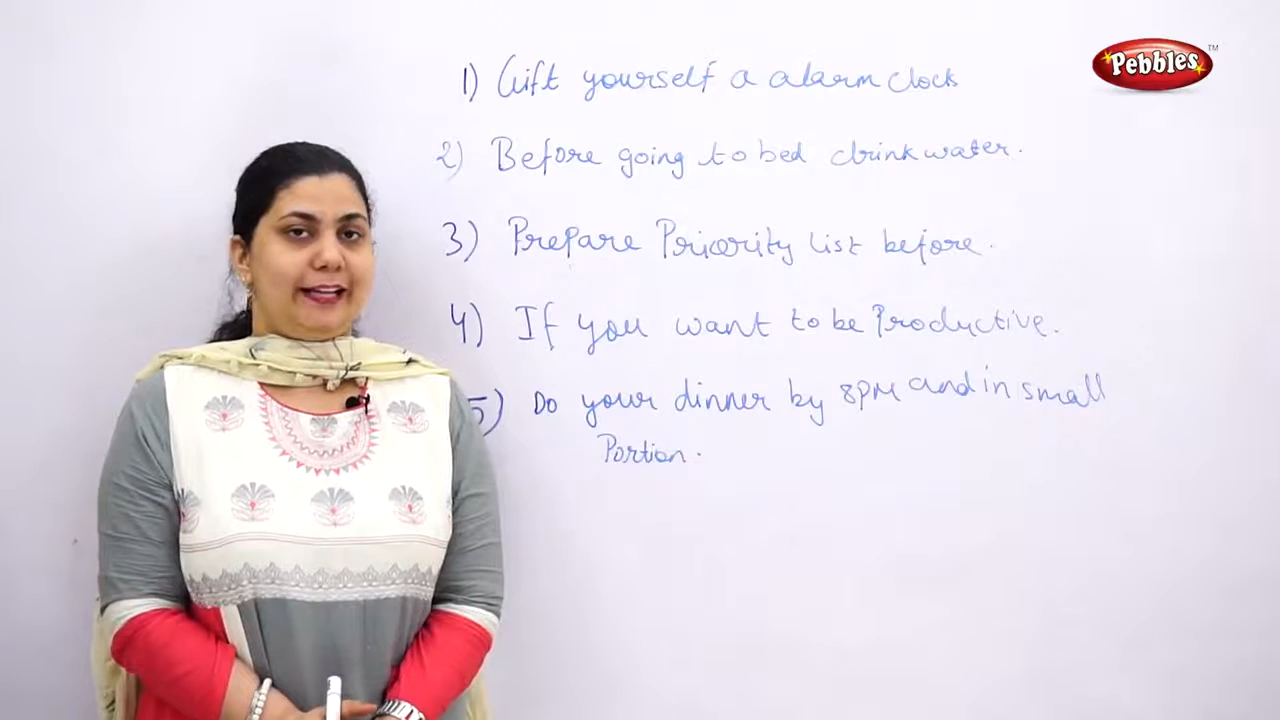 Pebbles TM
1) Gift yourself a alarm clock
2) Before going to bed drink water.
3) Prepare Priority list before.
4) If you want to be Productive.
5) Do your dinner by 8PM and in small
Portion.